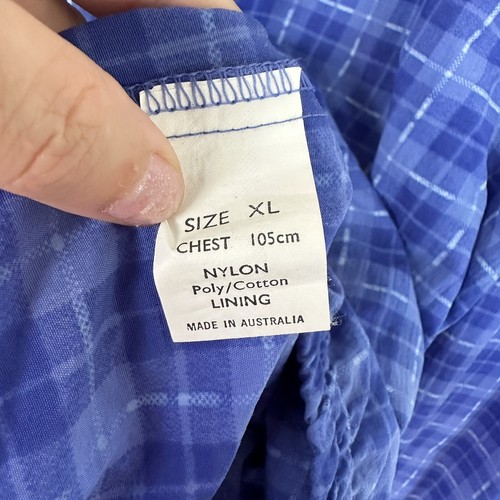 SIZE XL
CHEST 105cm
NYLON
Poly/Cotton
LINING
MADE IN AUSTRALIA